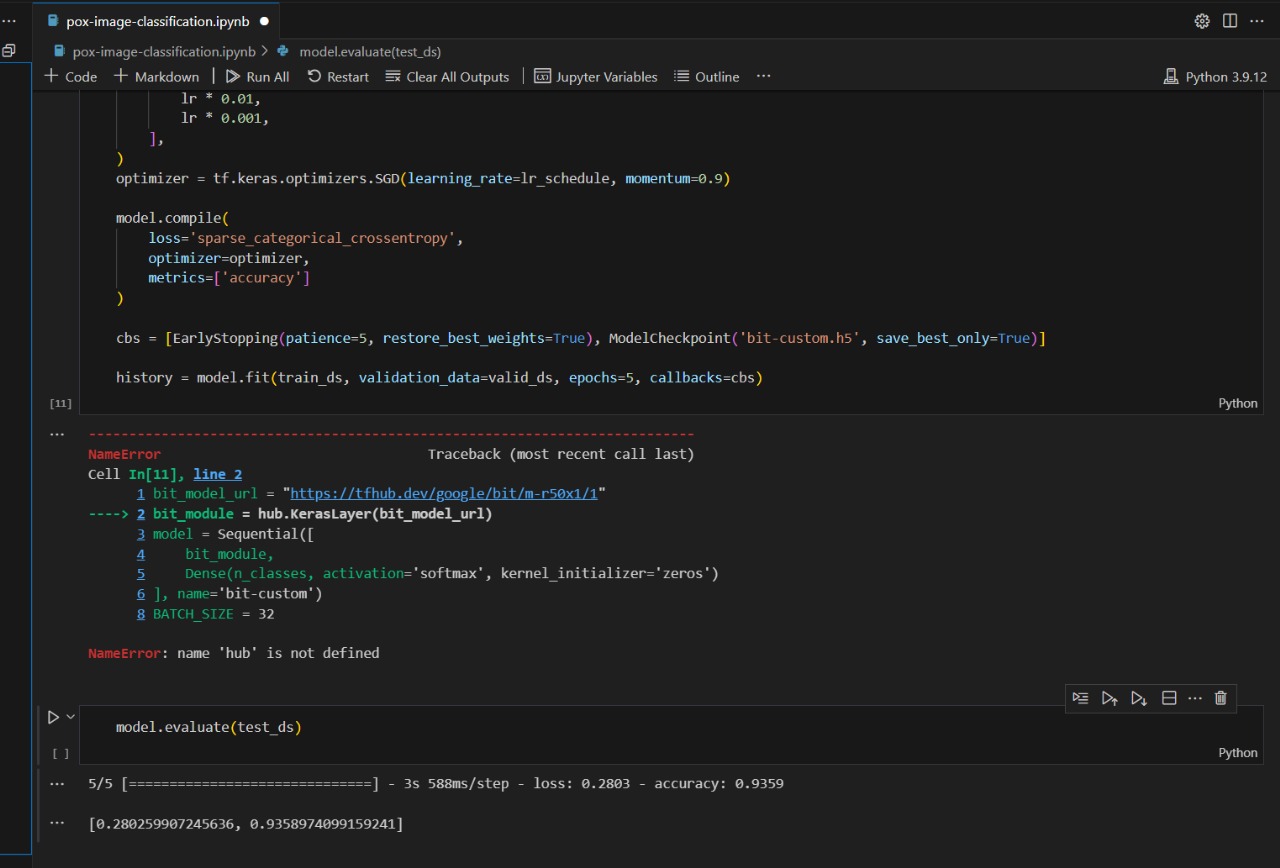 pox-image-classification.ipynb
pox-image-classification.ipynb > model.evaluate(test_ds)
+ Code + Markdown | Run All Restart Clear All Outputs | Jupyter Variables Outline ... Python 3.9.12
lr * 0.01,
lr * 0.001,
],
)
optimizer = tf.keras.optimizers.SGD(learning_rate=lr_schedule, momentum=0.9)
model.compile(
loss='sparse_categorical_crossentropy',
optimizer=optimizer,
metrics=['accuracy']
)
cbs = [EarlyStopping(patience=5, restore_best_weights=True), ModelCheckpoint('bit-custom.h5', save_best_only=True)]
history = model.fit(train_ds, validation_data=valid_ds, epochs=5, callbacks=cbs)
[11] Python
---------------------------------------------------------------------------
NameError Traceback (most recent call last)
Cell In[11], line 2
1 bit_model_url = "https://tfhub.dev/google/bit/m-r50x1/1"
----> 2 bit_module = hub.KerasLayer(bit_model_url)
3 model = Sequential([
4 bit_module,
5 Dense(n_classes, activation='softmax', kernel_initializer='zeros')
6 ], name='bit-custom')
8 BATCH_SIZE = 32
NameError: name 'hub' is not defined
model.evaluate(test_ds)
[ ] Python
5/5 [==============================] - 3s 588ms/step - loss: 0.2803 - accuracy: 0.9359
[0.280259907245636, 0.9358974099159241]